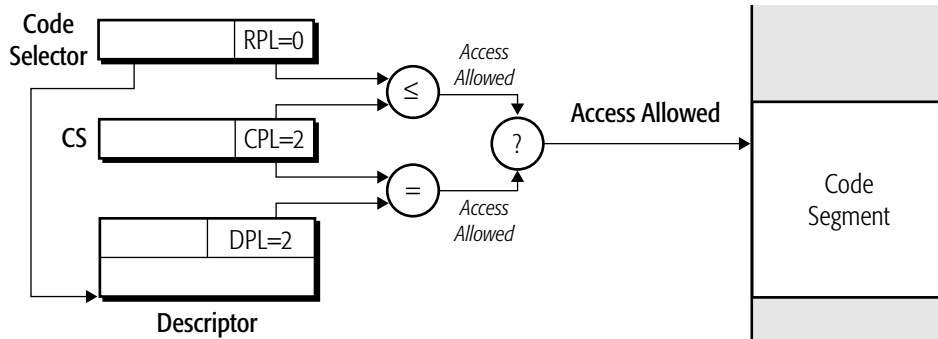 Code
Selector
RPL=0
Access
Allowed
≤
CS
CPL=2
?
Access Allowed
=
Access
Allowed
DPL=2
Code
Segment
Descriptor